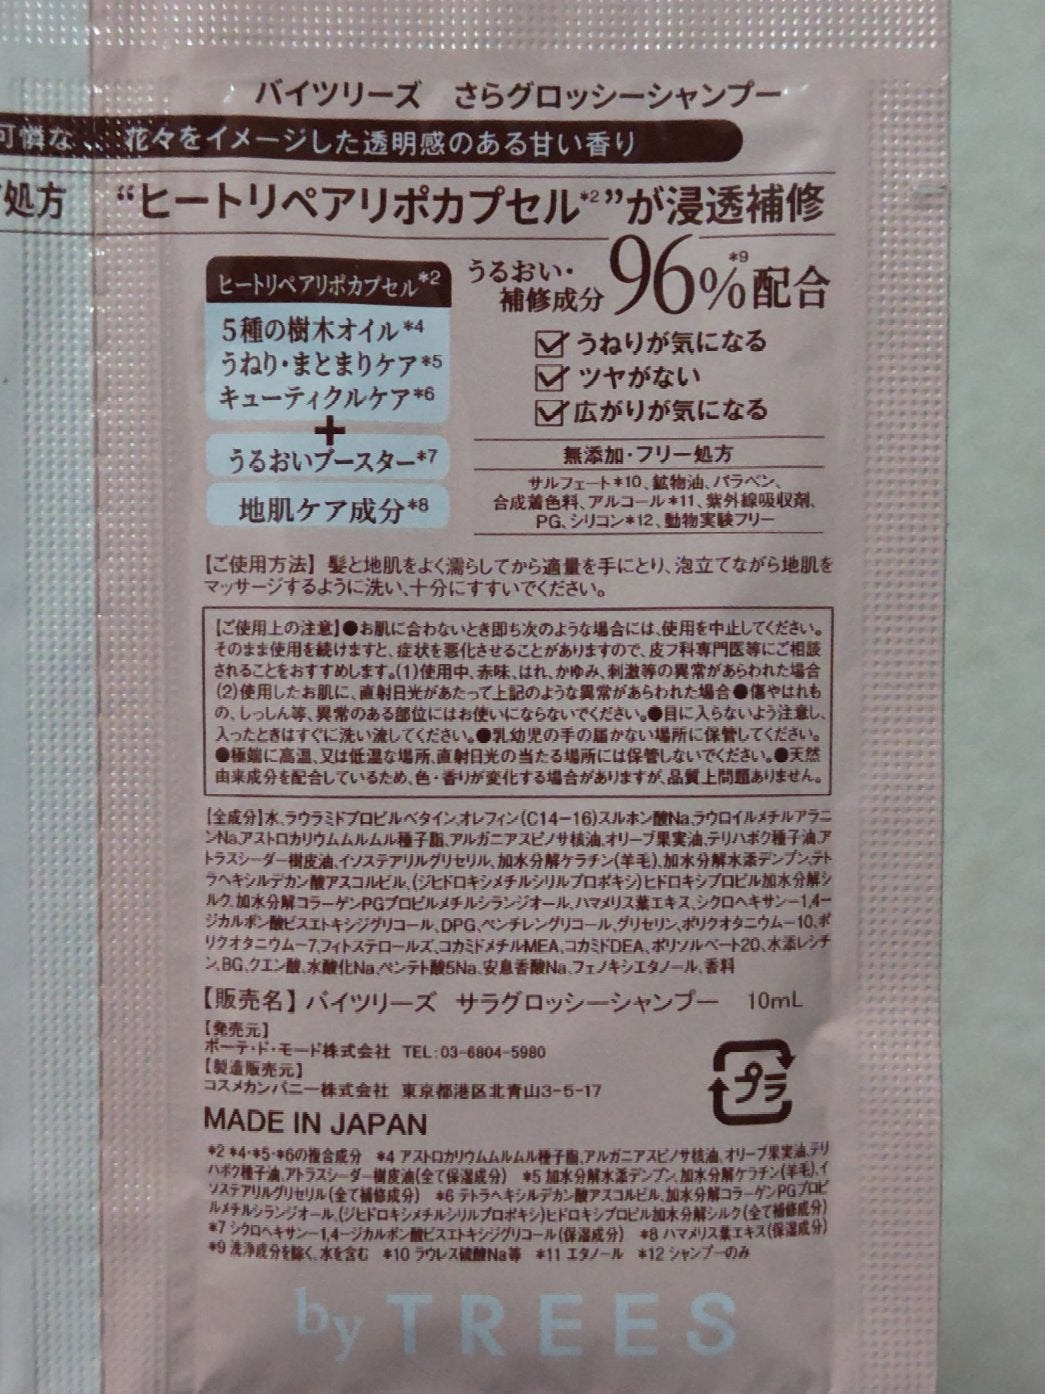 バイツリーズ さらグロッシーシャンプー
可憐な 花々をイメージした透明感のある甘い香り
処方 “ヒートリペアリポカプセル*2”が浸透補修
ヒートリペアリポカプセル*2
5種の樹木オイル*4
うねり・まとまりケア*5
キューティクルケア*6
+
うるおいブースター*7
地肌ケア成分*8
うるおい・
補修成分 96%*9配合
うねりが気になる
ツヤがない
広がりが気になる
無添加・フリー処方
サルフェート*10、鉱物油、パラベン、
合成着色料、アルコール*11、紫外線吸収剤、
PG、シリコン*12、動物実験フリー
【ご使用方法】髪と地肌をよく濡らしてから適量を手にとり、泡立てながら地肌を
マッサージするように洗い、十分にすすいでください。
【ご使用上の注意】●お肌に合わないとき即ち次のような場合には、使用を中止してください。
そのまま使用を続けますと、症状を悪化させることがありますので、皮フ科専門医等にご相談
されることをおすすめします。(1)使用中、赤味、はれ、かゆみ、刺激等の異常があらわれた場合
(2)使用したお肌に、直射日光があたって上記のような異常があらわれた場合●傷やはれも
の、しっしん等、異常のある部位にはお使いにならないでください。●目に入らないよう注意し、
入ったときはすぐに洗い流してください。●乳幼児の手の届かない場所に保管してください。
●極端に高温、又は低温な場所、直射日光の当たる場所には保管しないでください。●天然
由来成分を配合しているため、色・香りが変化する場合がありますが、品質上問題ありません。
【全成分】水、ラウラミドプロピルベタイン、オレフィン(C14-16)スルホン酸Na、ラウロイルメチルアラニ
ンNa、アストロカリウムムルムル種子脂、アルガニアスピノサ核油、オリーブ果実油、テリハボク種子油、ア
トラスシーダー樹皮油、イソステアリルグリセリル、加水分解ケラチン(羊毛)、加水分解水添デンプン、テト
ラヘキシルデカン酸アスコルビル、(ジヒドロキシメチルシリルプロポキシ)ヒドロキシプロピル加水分解シ
ルク、加水分解コラーゲンPGプロピルメチルシランジオール、ハマメリス葉エキス、シクロヘキサン-1,4-
ジカルボン酸ビスエトキシジグリコール、DPG、ペンチレングリコール、グリセリン、ポリクオタニウム-10、ポ
リクオタニウム-7、フィトステロールズ、コカミドメチルMEA、コカミドDEA、ポリソルベート20、水添レシチ
ン、BG、クエン酸、水酸化Na、ペンテト酸5Na、安息香酸Na、フェノキシエタノール、香料
【販売名】バイツリーズ サラグロッシーシャンプー 10mL
【発売元】
ボーテ・ド・モード株式会社 TEL:03-6804-5980
【製造販売元】
コスメカンパニー株式会社 東京都港区北青山3-5-17
プラ
MADE IN JAPAN
*2 *4・*5・*6の複合成分 *4 アストロカリウムムルムル種子脂、アルガニアスピノサ核油、オリーブ果実油、テリ
ハボク種子油、アトラスシーダー樹皮油(全て保湿成分) *5 加水分解水添デンプン、加水分解ケラチン(羊毛)、イ
ソステアリルグリセリル(全て補修成分) *6 テトラヘキシルデカン酸アスコルビル、加水分解コラーゲンPGプロピ
ルメチルシランジオール、(ジヒドロキシメチルシリルプロポキシ)ヒドロキシプロピル加水分解シルク(全て補修成分)
*7 シクロヘキサン-1,4-ジカルボン酸ビスエトキシジグリコール(保湿成分) *8 ハマメリス葉エキス(保湿成分)
*9 洗浄成分を除く、水を含む *10 ラウレス硫酸Na等 *11 エタノール *12 シャンプーのみ
by TREES